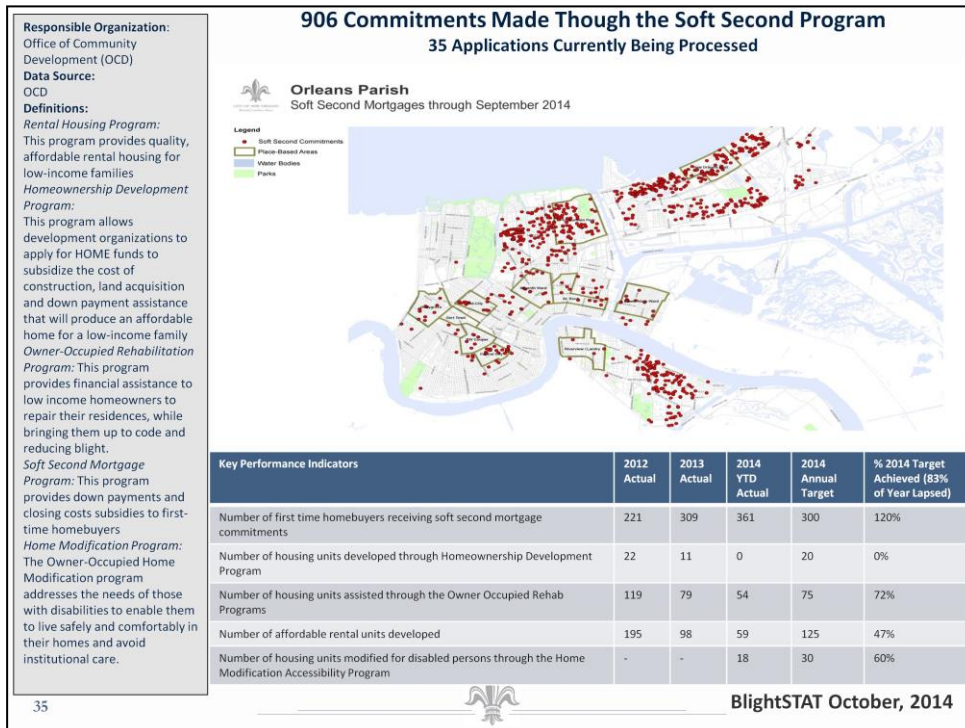 906 Commitments Made Though the Soft Second Program
35 Applications Currently Being Processed
Responsible Organization:
Office of Community
Development (OCD)
Data Source:
OCD
Definitions:
Rental Housing Program:
This program provides quality,
affordable rental housing for
low-income families
Homeownership Development
Program:
This program allows
development organizations to
apply for HOME funds to
subsidize the cost of
construction, land acquisition
and down payment assistance
that will produce an affordable
home for a low-income family
Owner-Occupied Rehabilitation
Program: This program
provides financial assistance to
low income homeowners to
repair their residences, while
bringing them up to code and
reducing blight.
Soft Second Mortgage
Program: This program
provides down payments and
closing costs subsidies to first-
time homebuyers
Home Modification Program:
The Owner-Occupied Home
Modification program
addresses the needs of those
with disabilities to enable them
to live safely and comfortably in
their homes and avoid
institutional care.
Orleans Parish
Soft Second Mortgages through September 2014
Legend
Soft Second Commitments
Place-Based Areas
Water Bodies
Parks
Key Performance Indicators
2012 Actual
2013 Actual
2014 YTD Actual
2014 Annual Target
% 2014 Target Achieved (83% of Year Lapsed)
Number of first time homebuyers receiving soft second mortgage
commitments
221 309 361 300 120%
Number of housing units developed through Homeownership Development
Program
22 11 0 20 0%
Number of housing units assisted through the Owner Occupied Rehab
Programs
119 79 54 75 72%
Number of affordable rental units developed 195 98 59 125 47%
Number of housing units modified for disabled persons through the Home
Modification Accessibility Program
- - 18 30 60%
35
BlightSTAT October, 2014